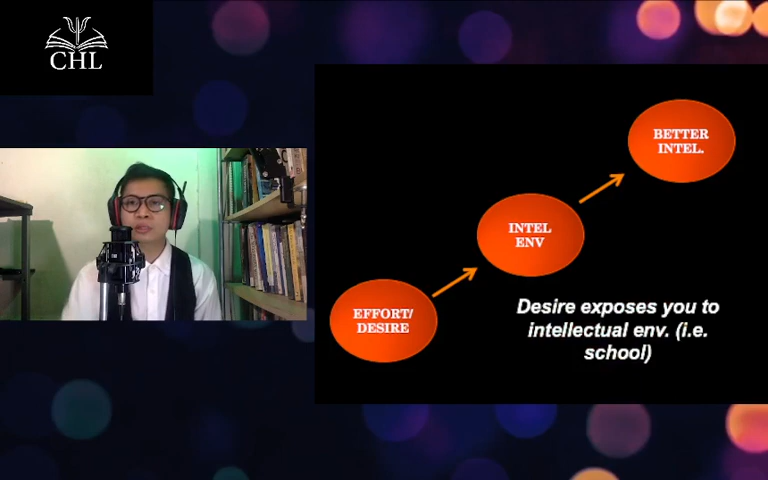 CHL
BETTER
INTEL.
INTEL
ENV
EFFORT/
DESIRE
Desire exposes you to
intellectual env. (i.e.
school)